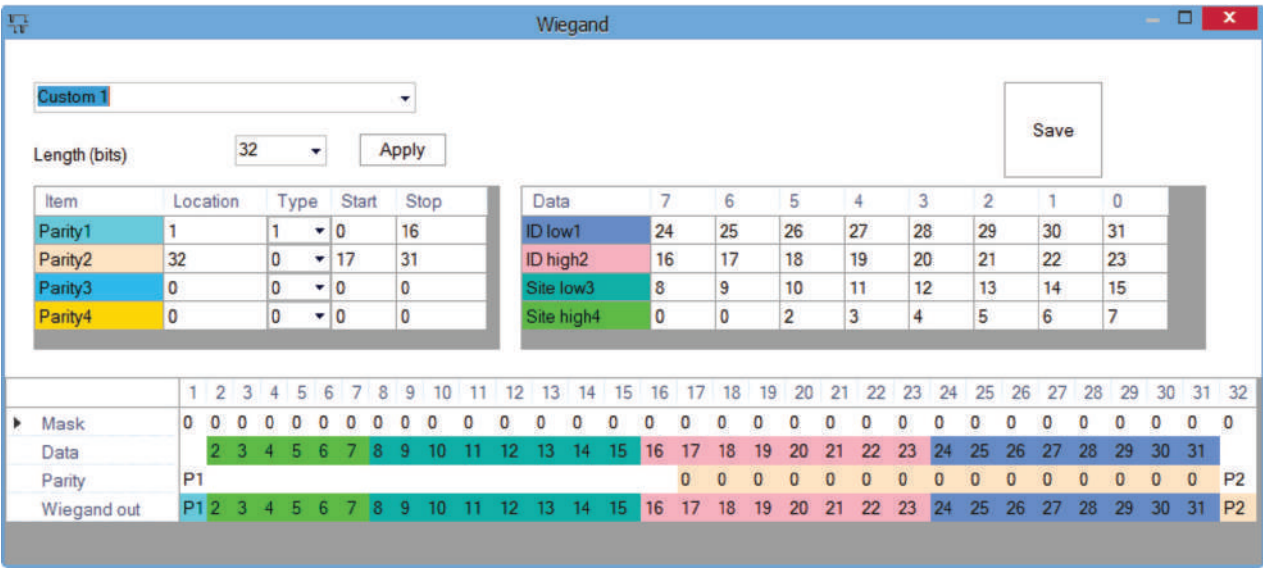 Wiegand
Custom 1
Save
Length (bits) 32 Apply
Item Location Type Start Stop
Parity1 1 1 0 16
Parity2 32 0 17 31
Parity3 0 0 0 0
Parity4 0 0 0 0
Data 7 6 5 4 3 2 1 0
ID low1 24 25 26 27 28 29 30 31
ID high2 16 17 18 19 20 21 22 23
Site low3 8 9 10 11 12 13 14 15
Site high4 0 0 2 3 4 5 6 7
1 2 3 4 5 6 7 8 9 10 11 12 13 14 15 16 17 18 19 20 21 22 23 24 25 26 27 28 29 30 31 32
Mask 0 0 0 0 0 0 0 0 0 0 0 0 0 0 0 0 0 0 0 0 0 0 0 0 0 0 0 0 0 0 0 0
Data 2 3 4 5 6 7 8 9 10 11 12 13 14 15 16 17 18 19 20 21 22 23 24 25 26 27 28 29 30 31
Parity P1 0 0 0 0 0 0 0 0 0 0 0 0 0 0 0 P2
Wiegand out P1 2 3 4 5 6 7 8 9 10 11 12 13 14 15 16 17 18 19 20 21 22 23 24 25 26 27 28 29 30 31 P2